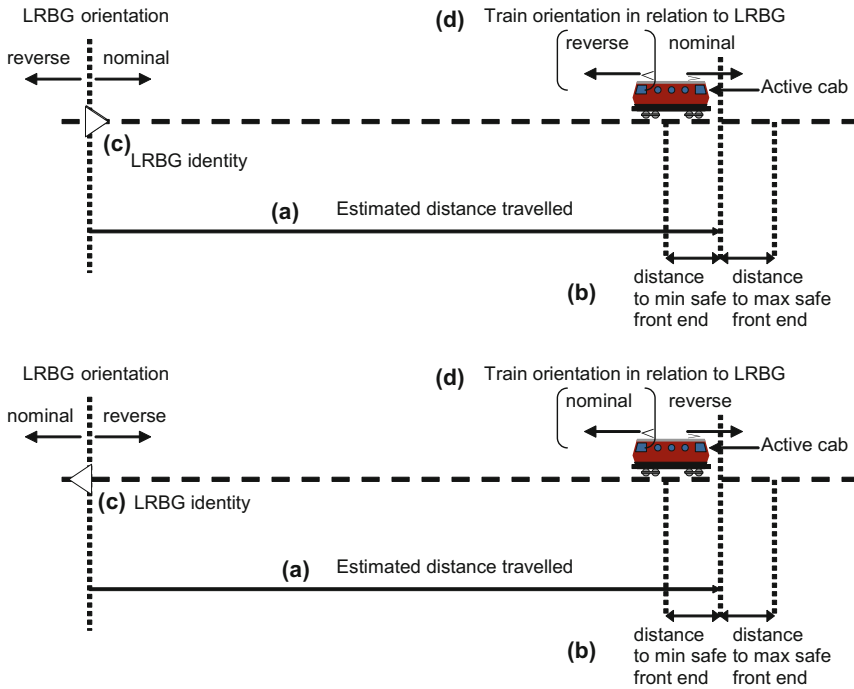 LRBG orientation
(d) Train orientation in relation to LRBG
reverse nominal
reverse nominal
Active cab
(c) LRBG identity
(a) Estimated distance travelled
(b)
distance
to min safe
front end
distance
to max safe
front end
LRBG orientation
(d) Train orientation in relation to LRBG
nominal reverse
nominal reverse
Active cab
(c) LRBG identity
(a) Estimated distance travelled
(b)
distance
to min safe
front end
distance
to max safe
front end